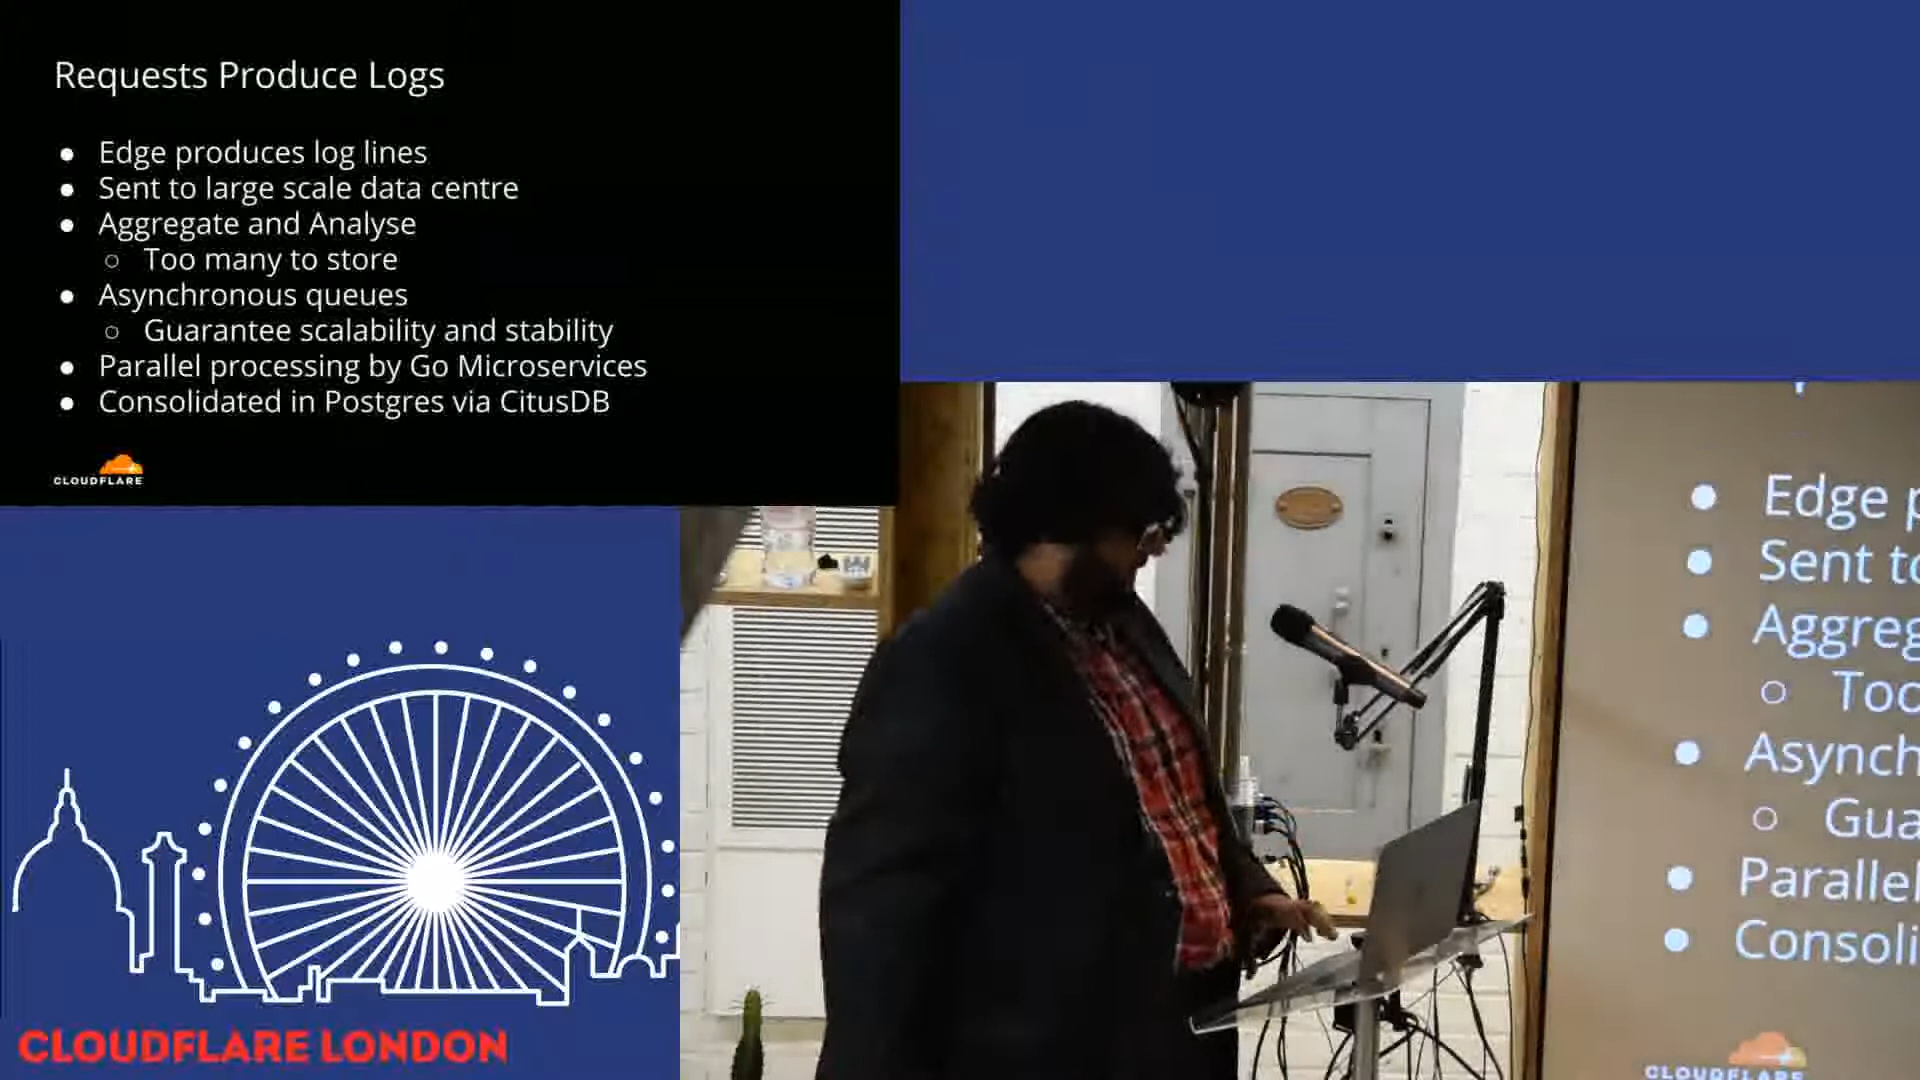 Requests Produce Logs
● Edge produces log lines
● Sent to large scale data centre
● Aggregate and Analyse
○ Too many to store
● Asynchronous queues
○ Guarantee scalability and stability
● Parallel processing by Go Microservices
● Consolidated in Postgres via CitusDB
CLOUDFLARE
CLOUDFLARE LONDON
● Edge p
● Sent to
● Aggreg
○ Too
● Asynch
○ Gua
● Parallel
● Consoli
CLOUDFLARE